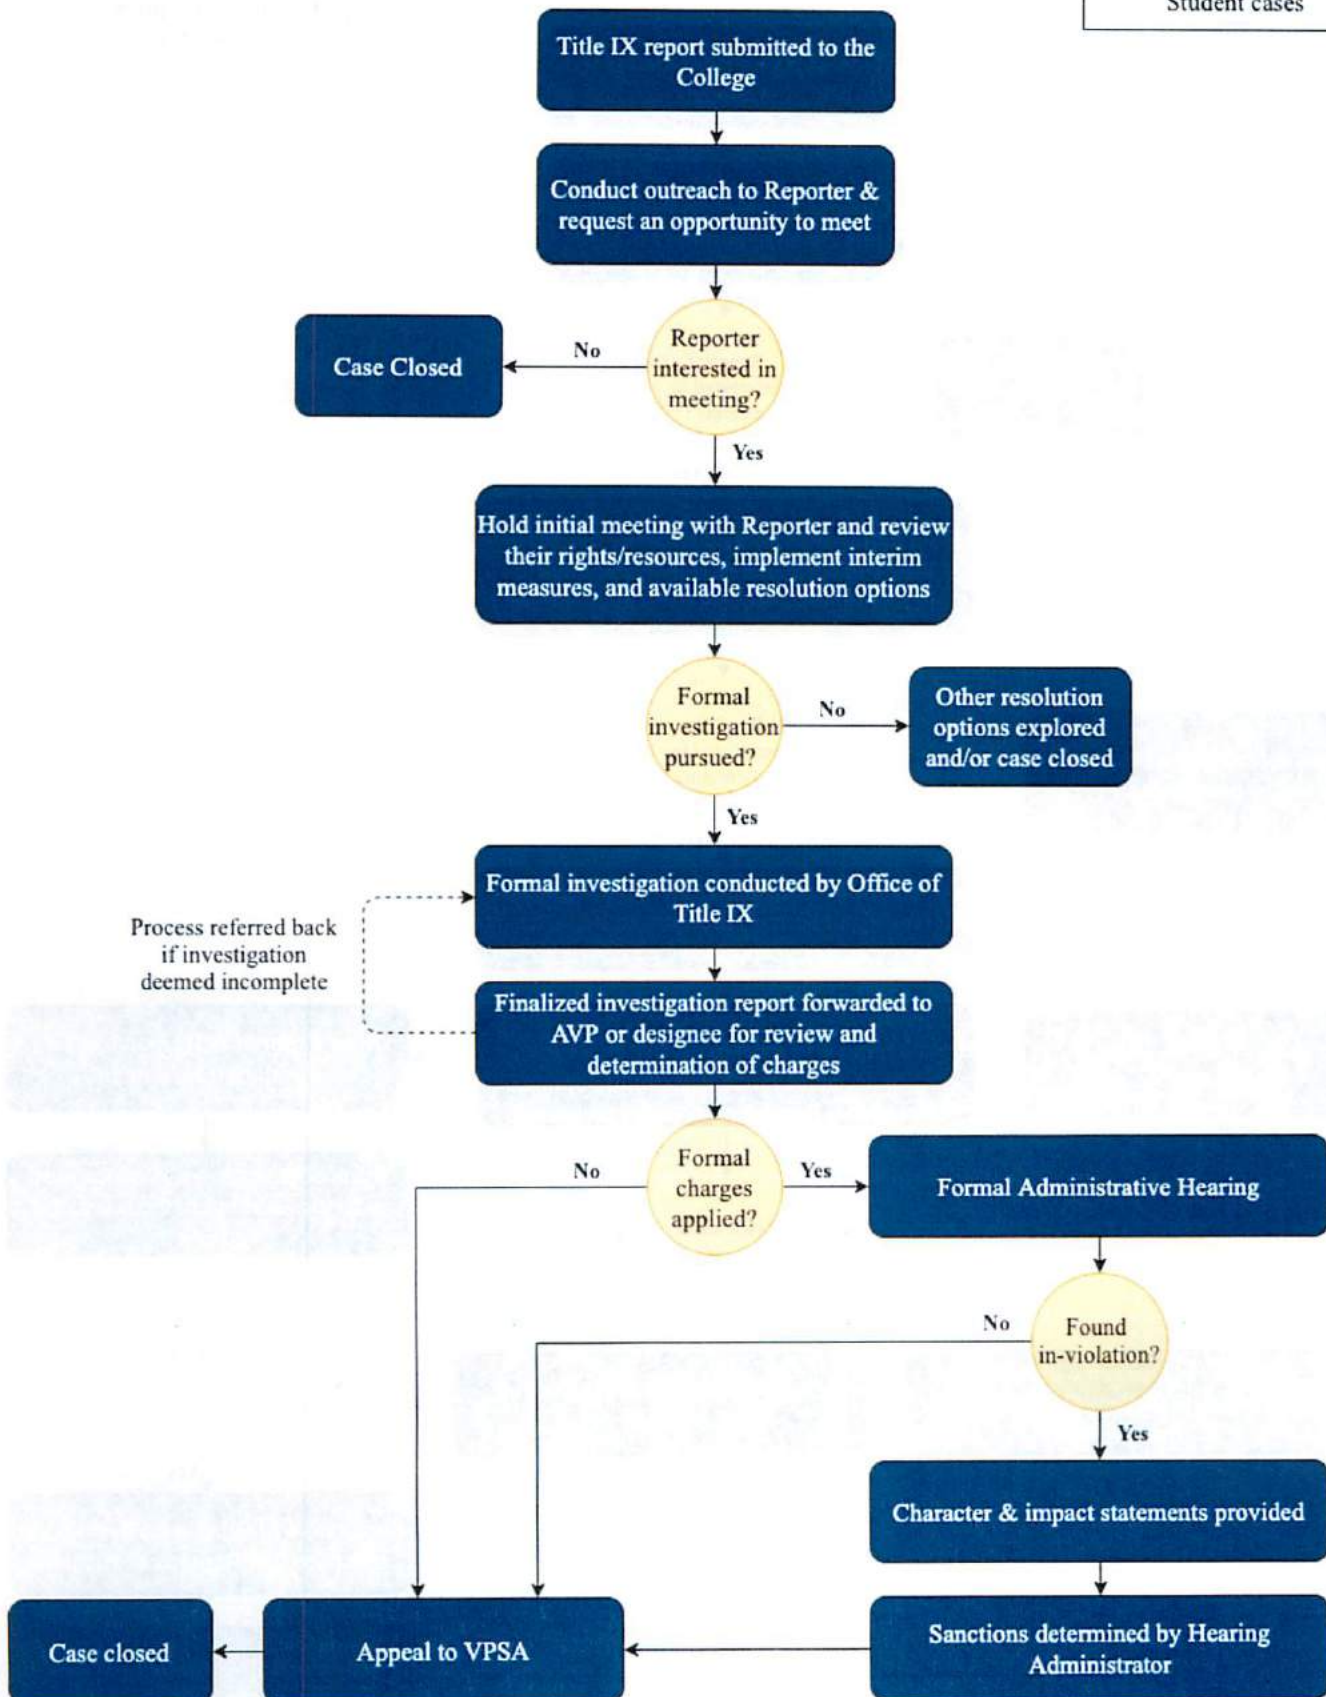 Student cases
Title IX report submitted to the
College
Conduct outreach to Reporter &
request an opportunity to meet
Reporter
interested in
meeting?
No
Case Closed
Yes
Hold initial meeting with Reporter and review
their rights/resources, implement interim
measures, and available resolution options
Formal
investigation
pursued?
No
Other resolution
options explored
and/or case closed
Yes
Formal investigation conducted by Office of
Title IX
Process referred back
if investigation
deemed incomplete
Finalized investigation report forwarded to
AVP or designee for review and
determination of charges
No
Formal
charges
applied?
Yes
Formal Administrative Hearing
No
Found
in-violation?
Yes
Character & impact statements provided
Case closed
Appeal to VPSA
Sanctions determined by Hearing
Administrator